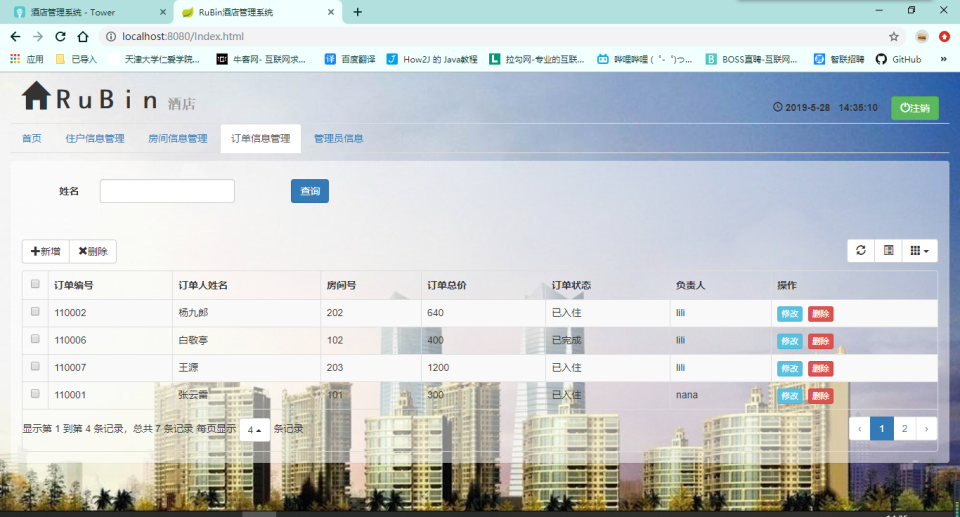 酒店管理系统 - Tower
RuBin酒店管理系统
localhost:8080/Index.html
应用 已导入 天津大学仁爱学院... 牛客网- 互联网求... 百度翻译 How2J 的 Java教程 拉勾网-专业的互联... 哔哩哔哩 ( ゜- ゜)つ... BOSS直聘-互联网... 智联招聘 GitHub »
RuBin 酒店
2019-5-28 14:35:10 注销
首页 住户信息管理 房间信息管理 订单信息管理 管理员信息
姓名 查询
新增 删除
订单编号 订单人姓名 房间号 订单总价 订单状态 负责人 操作
110002 杨九郎 202 640 已入住 lili 修改 删除
110006 白敬亭 102 400 已完成 lili 修改 删除
110007 王源 203 1200 已入住 lili 修改 删除
110001 张云雷 101 300 已入住 nana 修改 删除
显示第 1 到第 4 条记录，总共 7 条记录 每页显示 4 条记录
‹ 1 2 ›